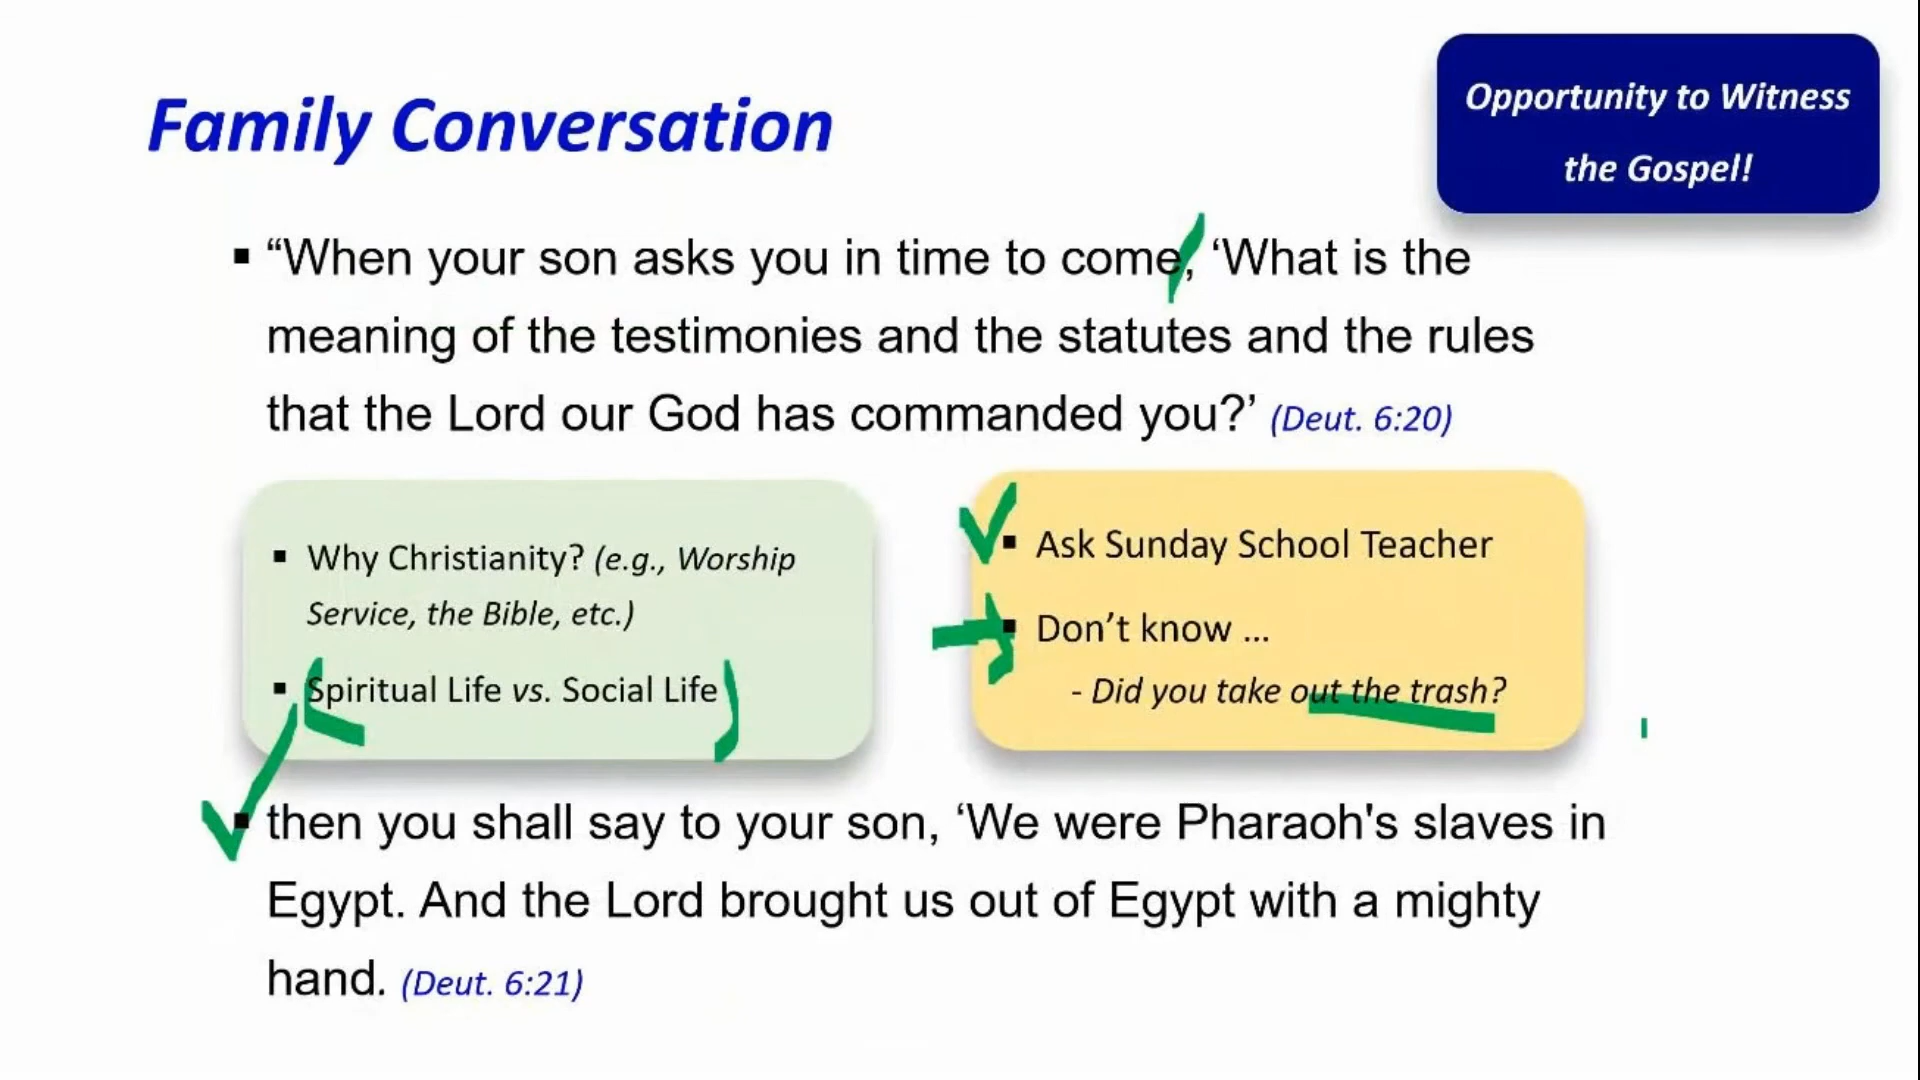 Family Conversation
Opportunity to Witness
the Gospel!
▪ “When your son asks you in time to come, ‘What is the
meaning of the testimonies and the statutes and the rules
that the Lord our God has commanded you?’ (Deut. 6:20)
▪ Why Christianity? (e.g., Worship
Service, the Bible, etc.)
▪ Spiritual Life vs. Social Life
▪ Ask Sunday School Teacher
▪ Don’t know ...
- Did you take out the trash?
▪ then you shall say to your son, ‘We were Pharaoh's slaves in
Egypt. And the Lord brought us out of Egypt with a mighty
hand. (Deut. 6:21)